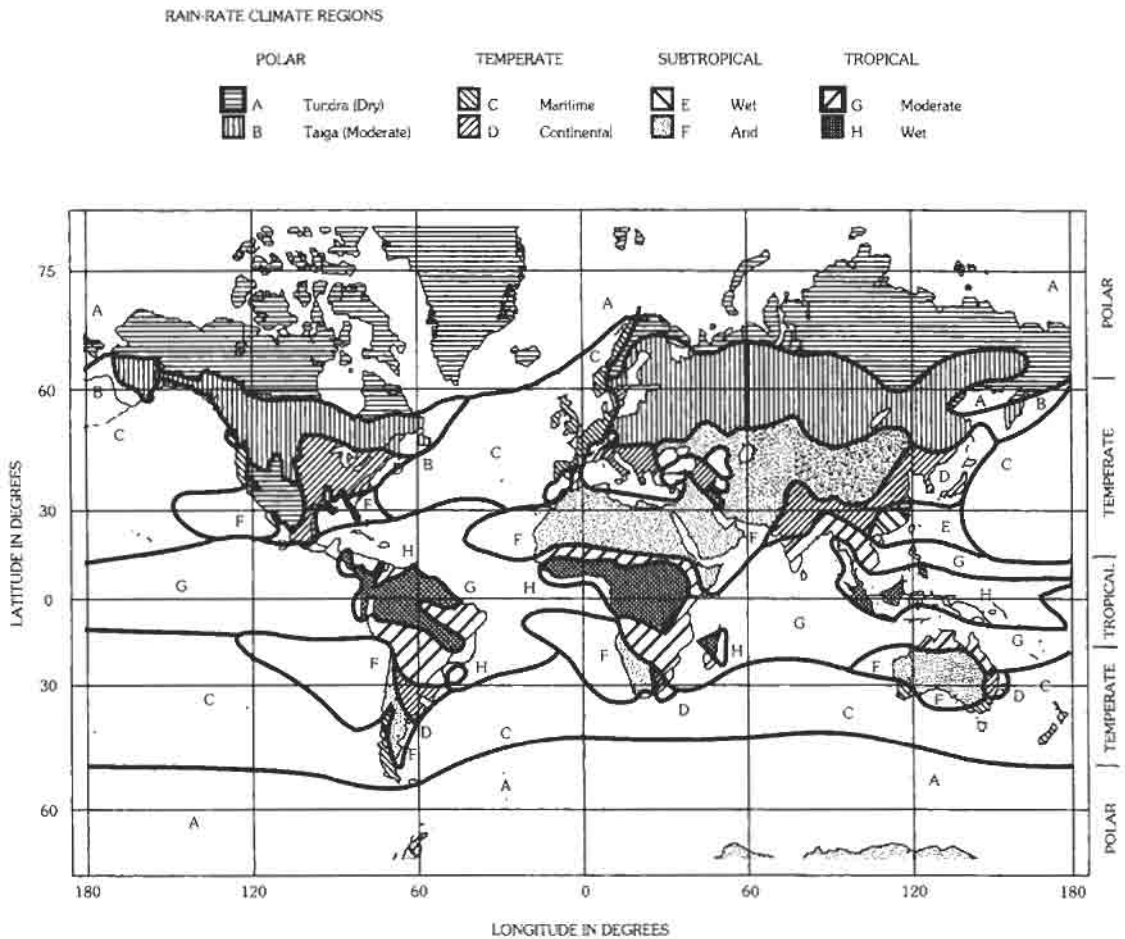 RAIN-RATE CLIMATE REGIONS
POLAR TEMPERATE SUBTROPICAL TROPICAL
A Tundra (Dry) C Maritime E Wet G Moderate
B Taiga (Moderate) D Continental F Arid H Wet
75
60
30
0
30
60
LATITUDE IN DEGREES
A
A
A
B
C
C
B
C
A
B
C
D
F
F
F
F
E
G
H
G
G
H
H
G
G
F
H
F
H
F
F
D
C
C
D
C
D
C
F
A
A
A
POLAR
TEMPERATE
TROPICAL
TEMPERATE
POLAR
180 120 60 0 60 120 180
LONGITUDE IN DEGREES